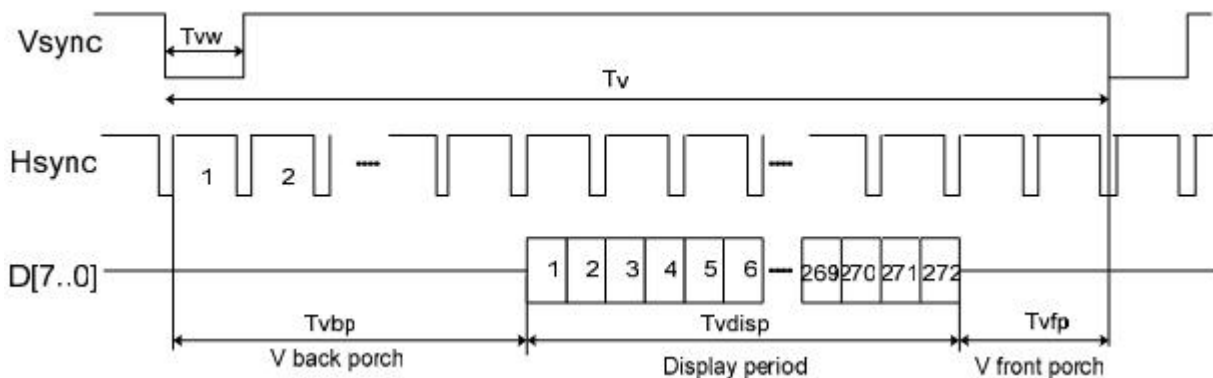 Vsync
Tvw
Tv
Hsync
1 2 ....
....
D[7..0]
1 2 3 4 5 6 .... 269 270 271 272
Tvbp Tvdisp Tvfp
V back porch Display period V front porch